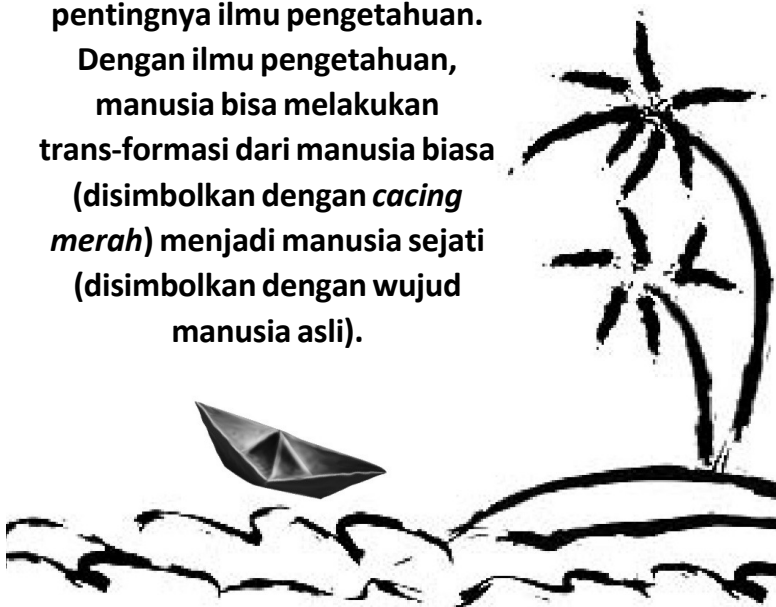 pentingnya ilmu pengetahuan.
Dengan ilmu pengetahuan,
manusia bisa melakukan
trans-formasi dari manusia biasa
(disimbolkan dengan cacing
merah) menjadi manusia sejati
(disimbolkan dengan wujud
manusia asli).